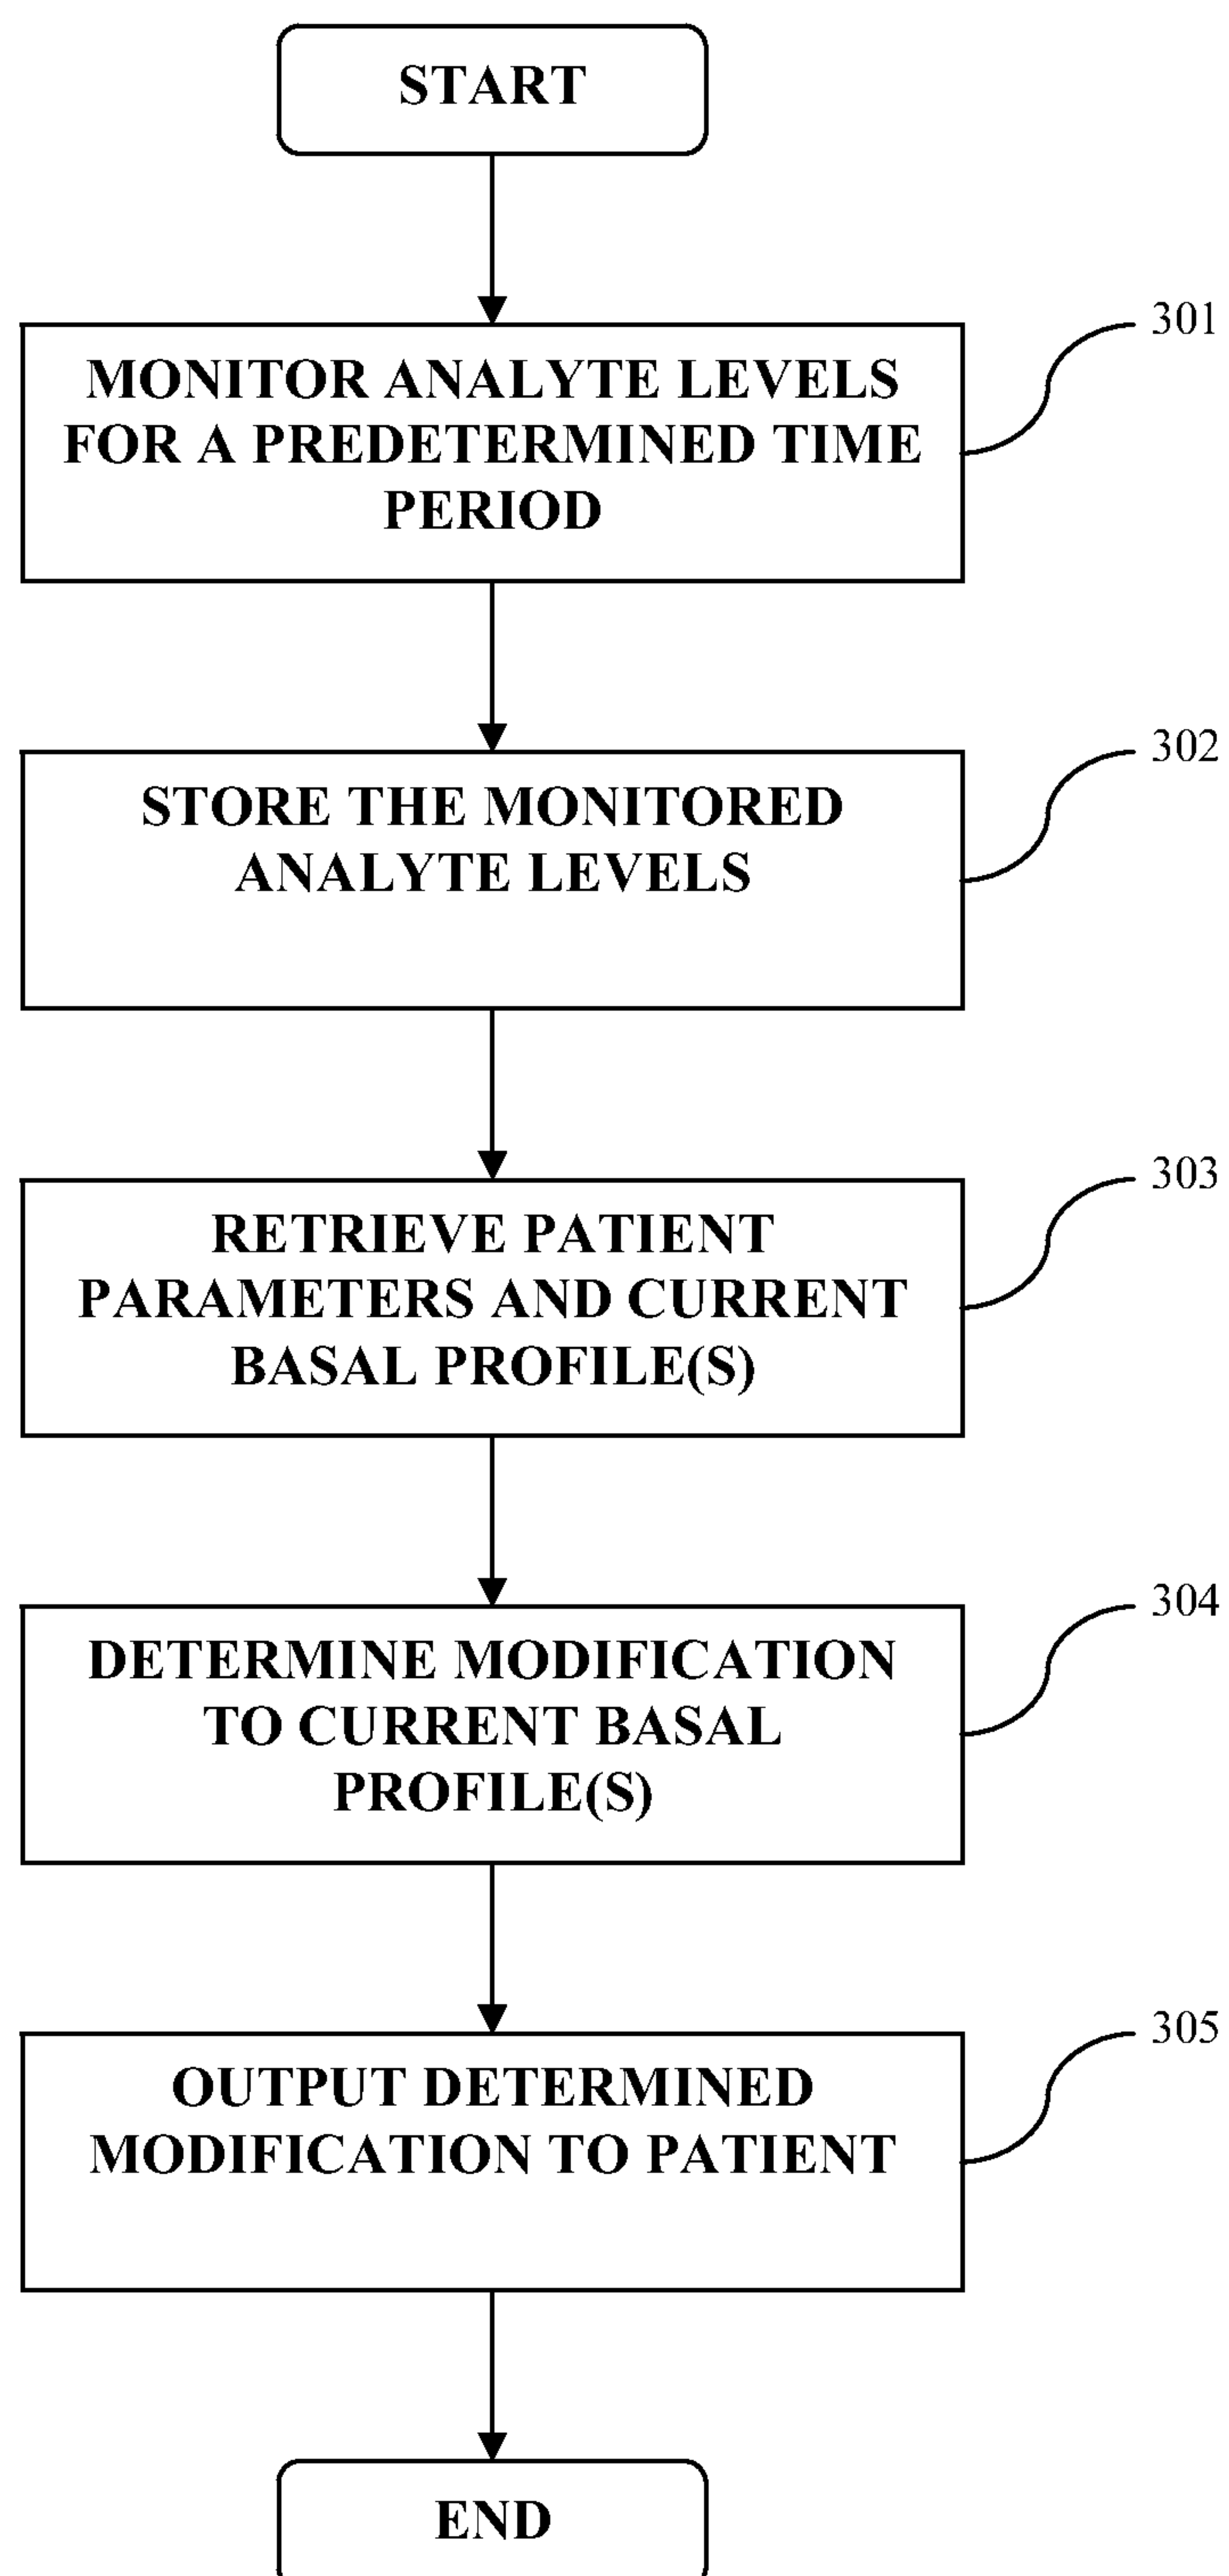 START
301
MONITOR ANALYTE LEVELS
FOR A PREDETERMINED TIME
PERIOD
302
STORE THE MONITORED
ANALYTE LEVELS
303
RETRIEVE PATIENT
PARAMETERS AND CURRENT
BASAL PROFILE(S)
304
DETERMINE MODIFICATION
TO CURRENT BASAL
PROFILE(S)
305
OUTPUT DETERMINED
MODIFICATION TO PATIENT
END